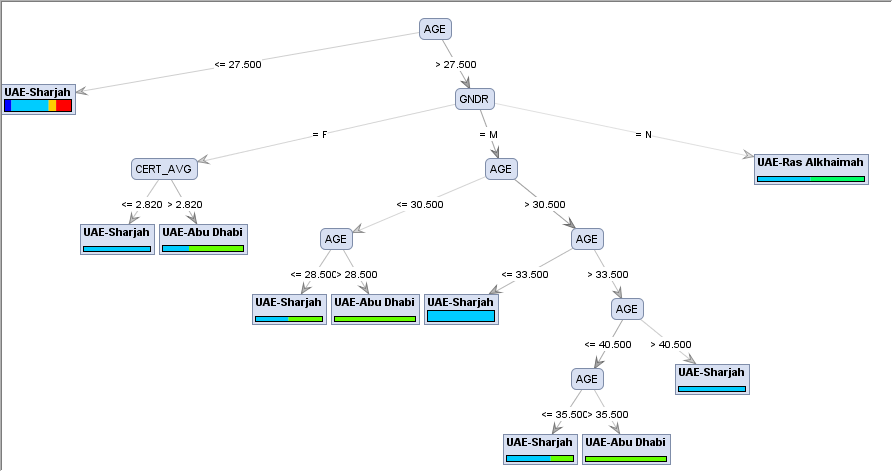 AGE
<= 27.500
> 27.500
UAE-Sharjah
GNDR
= F
= M
= N
CERT_AVG
AGE
UAE-Ras Alkhaimah
<= 2.820
> 2.820
<= 30.500
> 30.500
UAE-Sharjah
UAE-Abu Dhabi
AGE
AGE
<= 28.500
> 28.500
<= 33.500
> 33.500
UAE-Sharjah
UAE-Abu Dhabi
UAE-Sharjah
AGE
<= 40.500
> 40.500
AGE
UAE-Sharjah
<= 35.500
> 35.500
UAE-Sharjah
UAE-Abu Dhabi